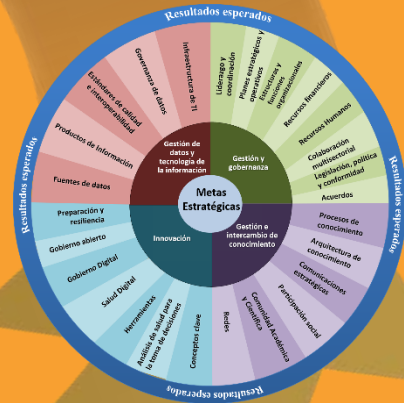 Resultados esperados
Resultados esperados
Resultados esperados
Resultados esperados
Metas
Estratégicas
Gestión de
datos y
tecnología de
la información
Fuentes de datos
Productos de Información
Estándares de calidad
e interoperabilidad
Governanza de datos
Infraestructura de TI
Gestión y
gobernanza
Liderazgo y
coordinación
Planes estratégicos y
operativos
Estructuras y
funciones
organizacionales
Recursos financieros
Recursos Humanos
Colaboración
multisectorial
Legislación, política
y conformidad
Acuerdos
Gestión e
intercambio de
conocimiento
Procesos de
conocimiento
Arquitectura de
conocimiento
Comunicaciones
estratégicas
Participación social
Comunidad Académica
y Científica
Redes
Innovación
Conceptos clave
Análisis de salud para
la toma de decisiones
Herramientas
Salud Digital
Gobierno Digital
Gobierno abierto
Preparación y
resiliencia